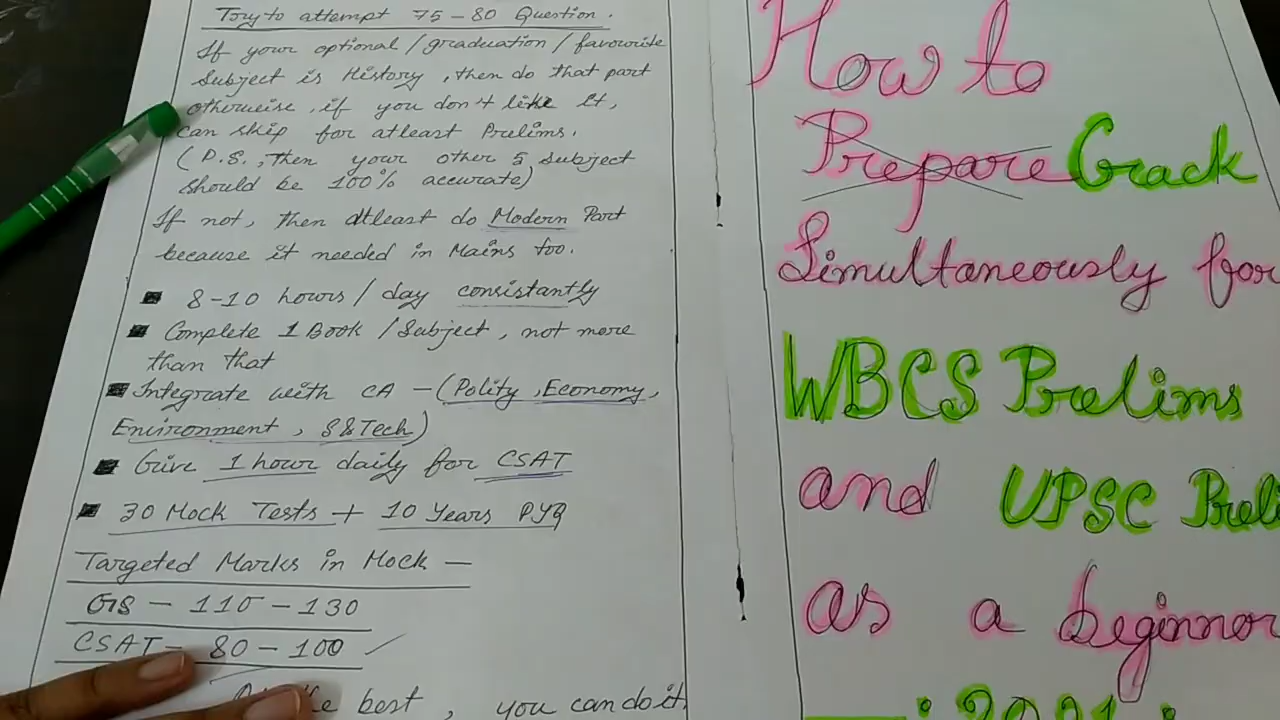 Try to attempt 75-80 Question.
If your optional/graduation/favourite
Subject is History, then do that part
otherwise, if you don't like it,
can skip for atleast Prelims.
(P.S., then your other 5 subject
should be 100% accurate)
If not, then atleast do Modern Part
because it needed in Mains too.
8-10 hours/day consistantly
Complete 1 Book/Subject, not more
than that
Integrate with CA - (Polity, Economy,
Environment, S&Tech)
Give 1 hour daily for CSAT
30 Mock Tests + 10 Years PYQ
Targeted Marks in Mock -
GS - 110-130
CSAT - 80-100
best, you can do it
How to
Prepare Crack
Simultaneously for
WBCS Prelims
and UPSC Preli
as a beginner
2021